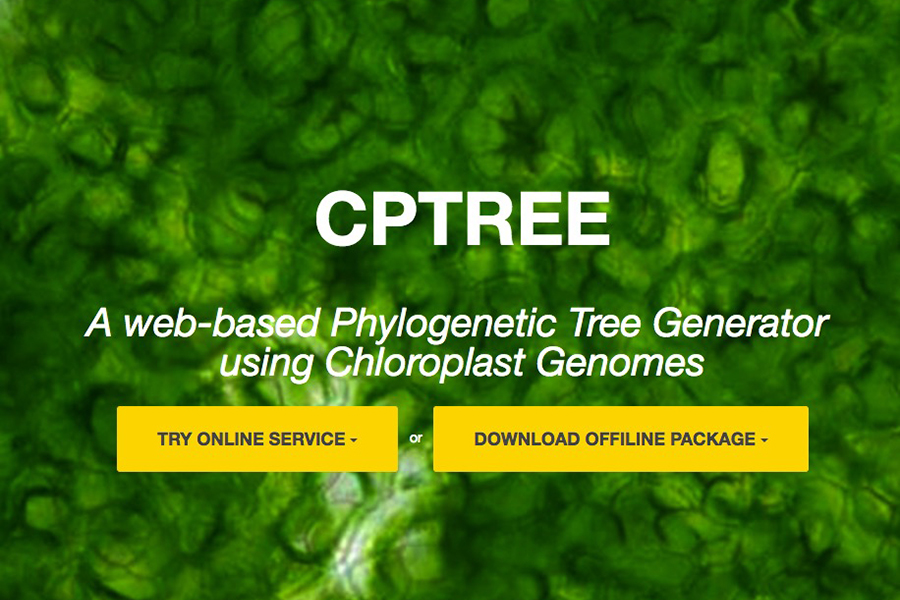 CPTREE
A web-based Phylogenetic Tree Generator
using Chloroplast Genomes
TRY ONLINE SERVICE
or
DOWNLOAD OFFILINE PACKAGE